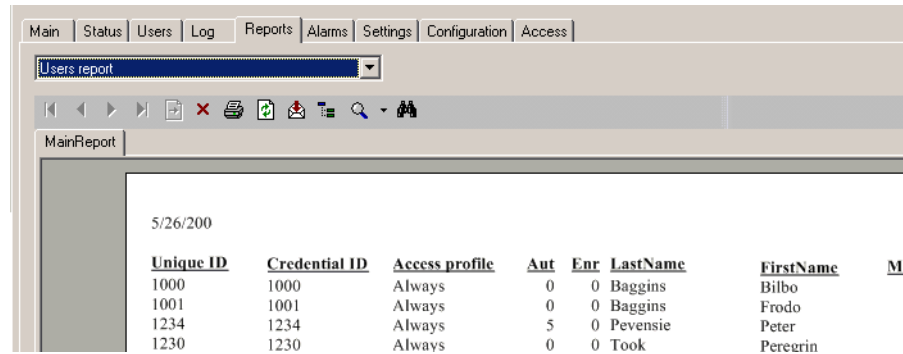 Main Status Users Log Reports Alarms Settings Configuration Access
Users report
MainReport
5/26/200
Unique ID Credential ID Access profile Aut Enr LastName FirstName M
1000 1000 Always 0 0 Baggins Bilbo
1001 1001 Always 0 0 Baggins Frodo
1234 1234 Always 5 0 Pevensie Peter
1230 1230 Always 0 0 Took Peregrin